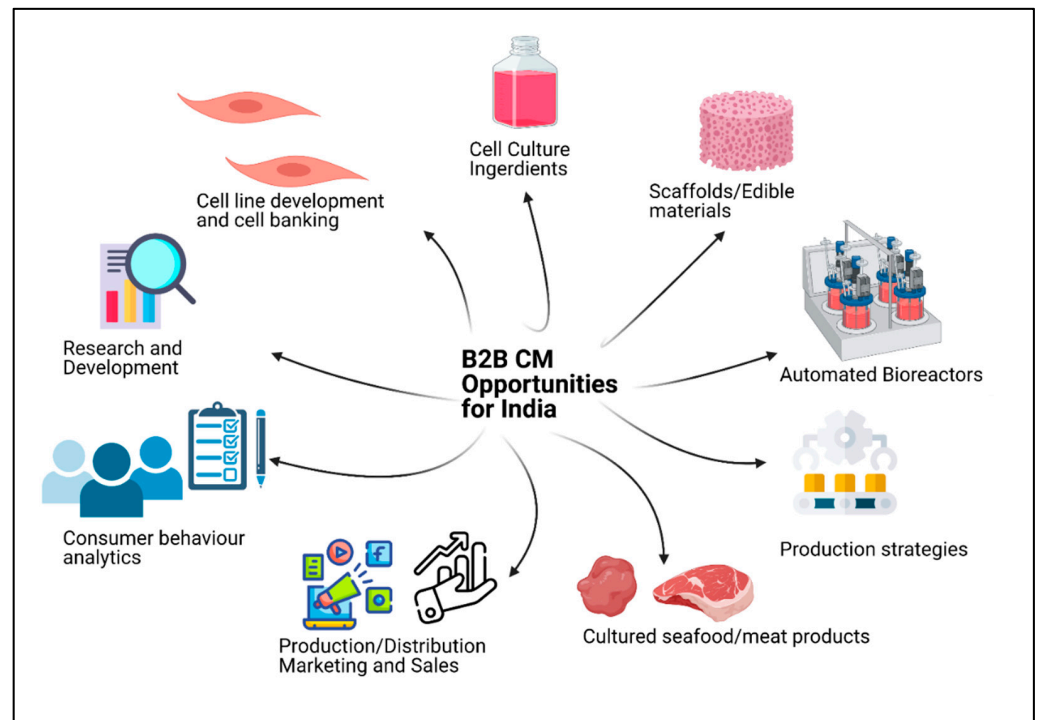 Cell Culture
Ingerdients
Scaffolds/Edible
materials
Cell line development
and cell banking
Research and
Development
B2B CM
Opportunities
for India
Automated Bioreactors
Consumer behaviour
analytics
Production strategies
Production/Distribution
Marketing and Sales
Cultured seafood/meat products